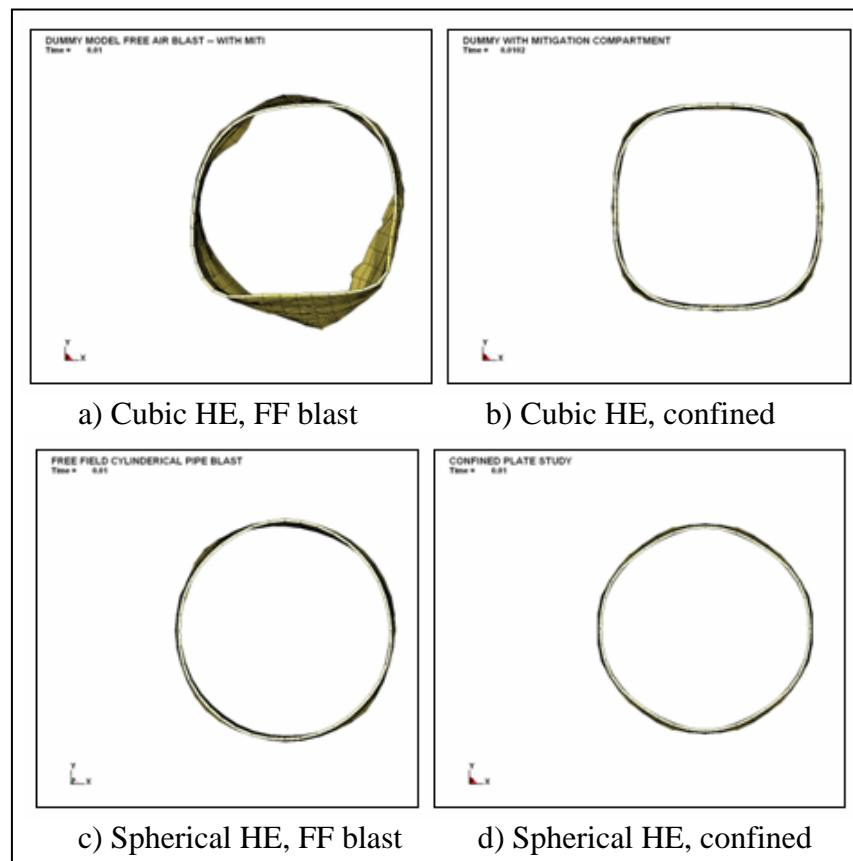 DUMMY MODEL FREE AIR BLAST -- WITH MITI
Time = 0.01
Y
X
a) Cubic HE, FF blast
DUMMY WITH MITIGATION COMPARTMENT
Time = 0.0102
Y
X
b) Cubic HE, confined
FREE FIELD CYLINDERICAL PIPE BLAST
Time = 0.01
Y
Z X
c) Spherical HE, FF blast
CONFINED PLATE STUDY
Time = 0.01
Y
X
d) Spherical HE, confined